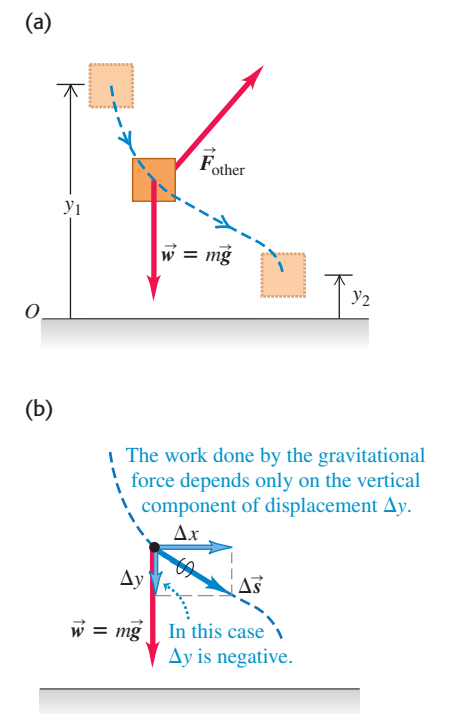 (a)
y₁
F⃗other
w⃗ = mg⃗
y₂
O
(b)
The work done by the gravitational
force depends only on the vertical
component of displacement Δy.
Δx
Δy
Δs⃗
w⃗ = mg⃗
In this case
Δy is negative.